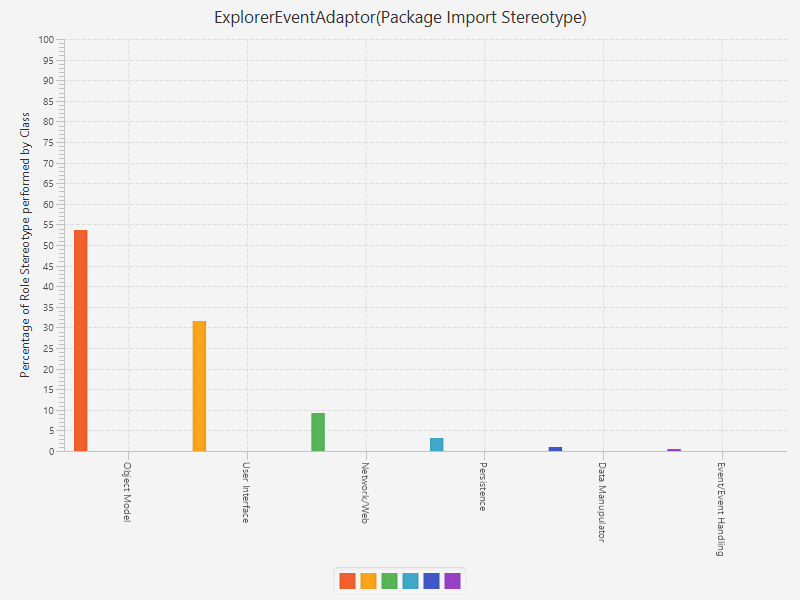 ExplorerEventAdaptor(Package Import Stereotype)
Percentage of Role Stereotype performed by Class
100
95
90
85
80
75
70
65
60
55
50
45
40
35
30
25
20
15
10
5
0
Object Model
User Interface
Network/Web
Persistence
Data Manupulator
Event/Event Handling